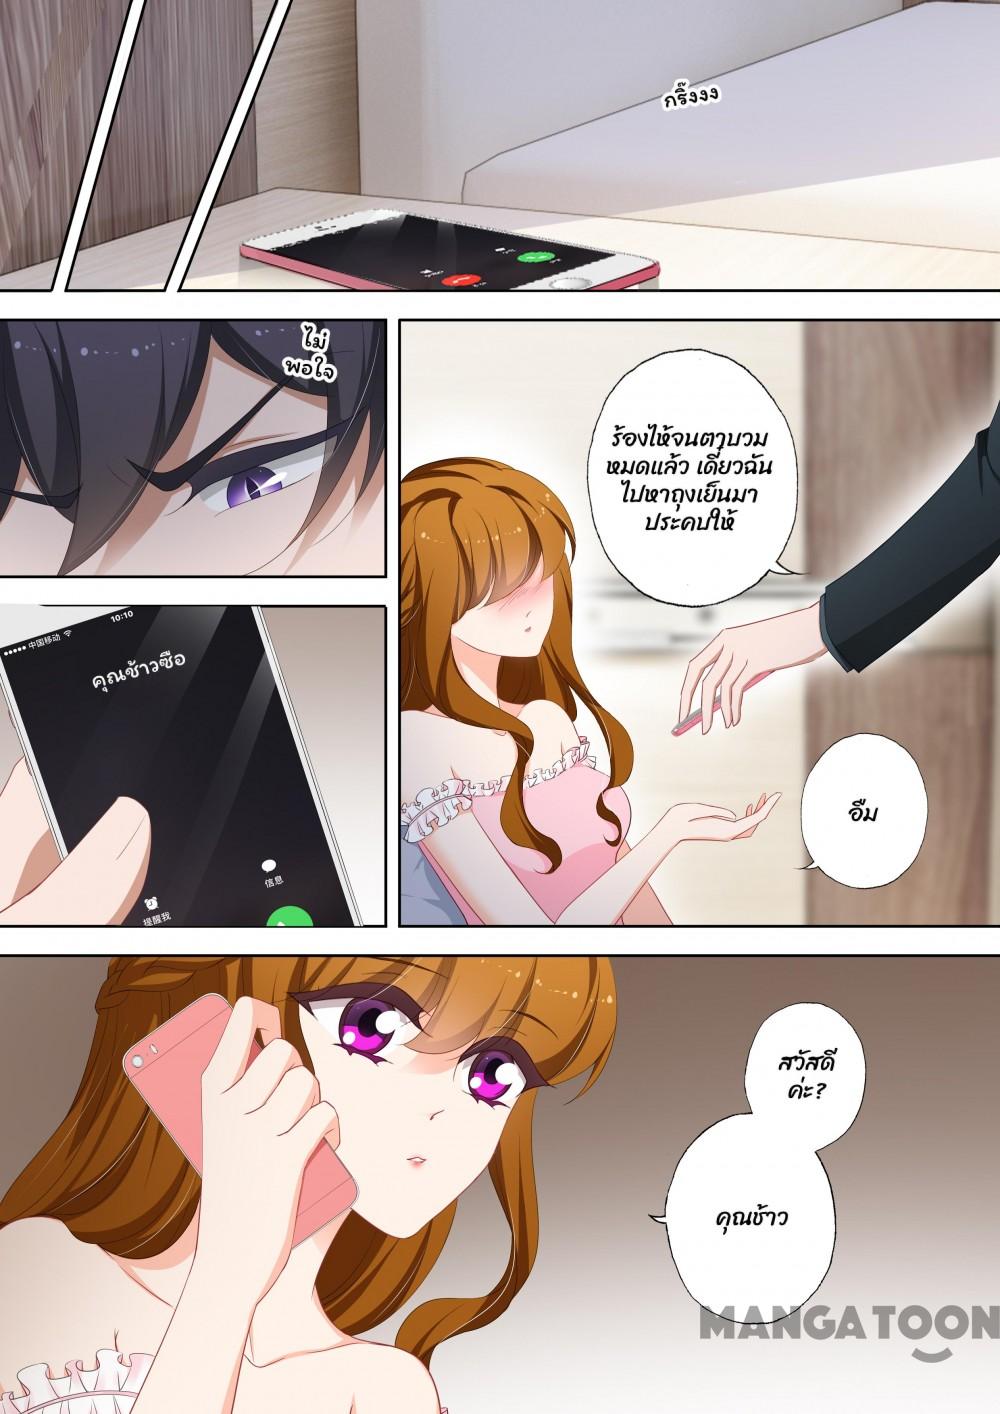 กริ๊งงง
ไม่
พอใจ
ร้องไห้จนตาบวม
หมดแล้ว เดี๋ยวฉัน
ไปหาถุงเย็นมา
ประคบให้
10:10
中国移动
คุณช้าวซือ
信息
提醒我
อืม
สวัสดี
ค่ะ?
คุณช้าว
MANGATOON